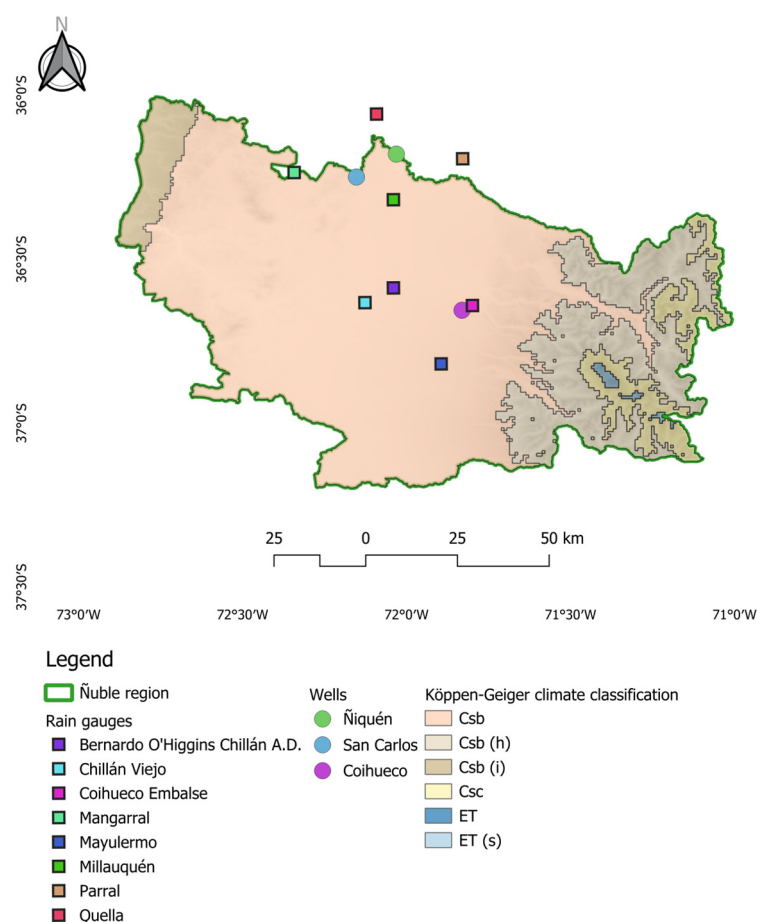 N
36°0'S
36°30'S
37°0'S
37°30'S
25 0 25 50 km
73°0'W 72°30'W 72°0'W 71°30'W 71°0'W
Legend
Ñuble region
Rain gauges
Bernardo O'Higgins Chillán A.D.
Chillán Viejo
Coihueco Embalse
Mangarral
Mayulermo
Millauquén
Parral
Quella
Wells
Ñiquén
San Carlos
Coihueco
Köppen-Geiger climate classification
Csb
Csb (h)
Csb (i)
Csc
ET
ET (s)